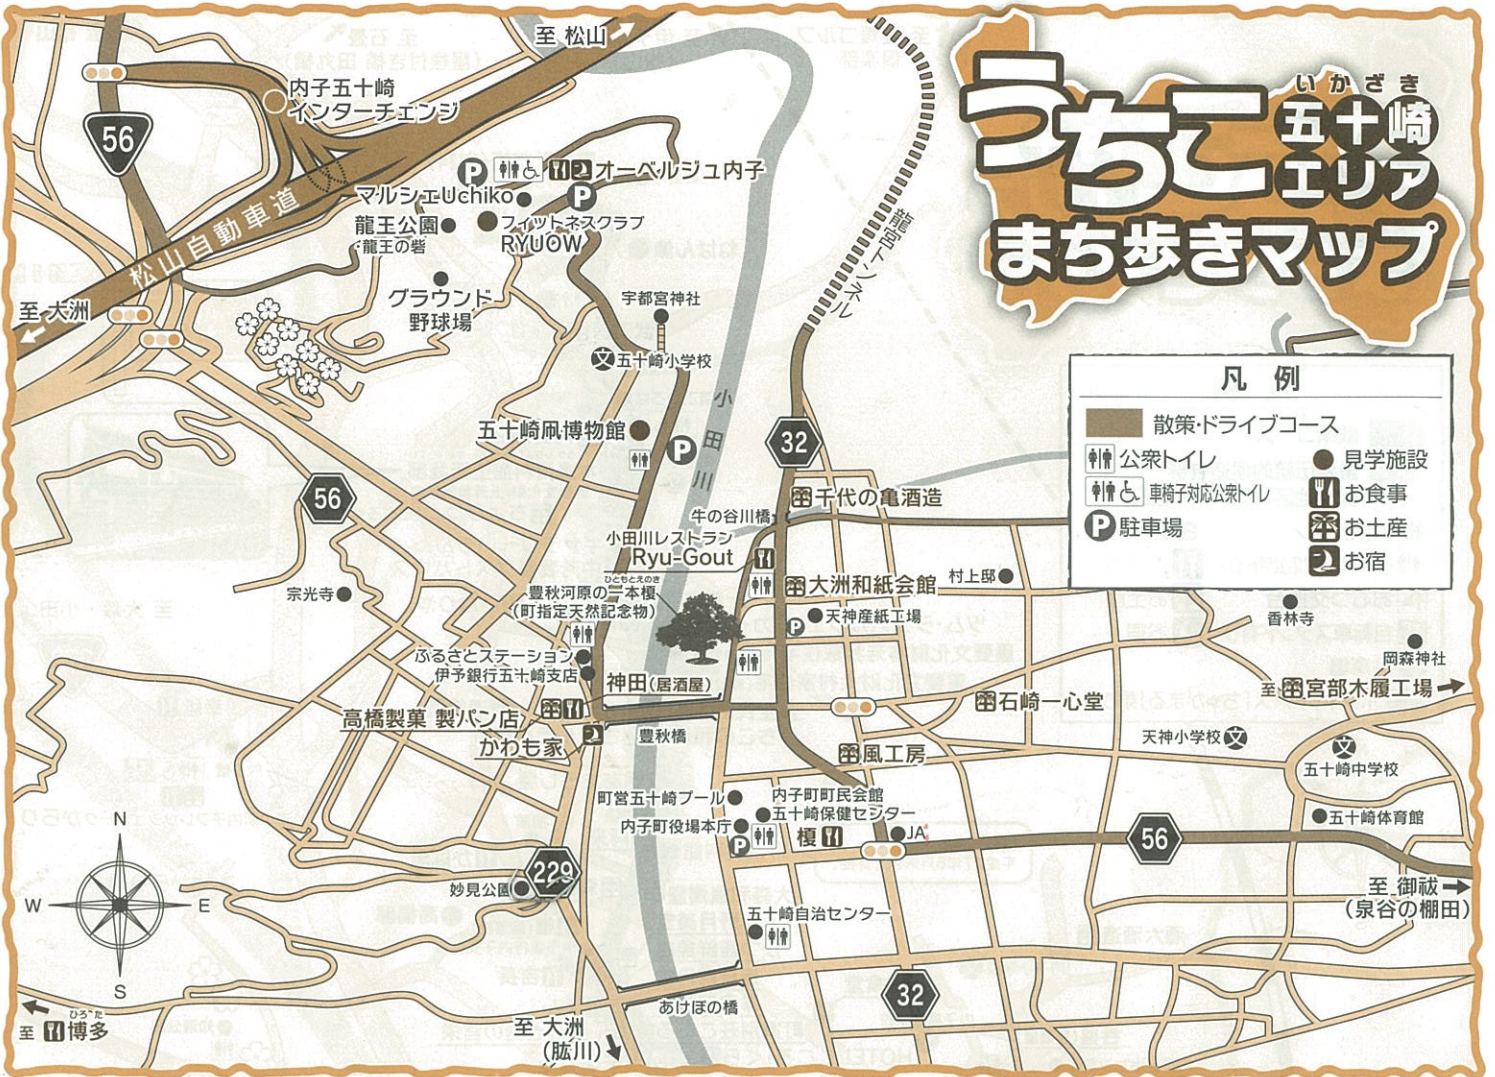 うちこ
いかざき
五十崎
エリア
まち歩きマップ
至 松山
内子五十崎
インターチェンジ
56
松山自動車道
至 大洲
P
オーベルジュ内子
マルシェUchiko
P
龍王公園
龍王の砦
フィットネスクラブ
RYUOW
グラウンド
野球場
龍宮トンネル
宇都宮神社
文
五十崎小学校
小田川
五十崎凧博物館
P
32
凡 例
散策・ドライブコース
公衆トイレ
見学施設
車椅子対応公衆トイレ
お食事
P
駐車場
お土産
お宿
56
千代の亀酒造
牛の谷川橋
小田川レストラン
Ryu-Gout
大洲和紙会館
村上邸
宗光寺
ひともとえのき
豊秋河原の一本榎
(町指定天然記念物)
P
天神産紙工場
香林寺
岡森神社
ふるさとステーション
伊予銀行五十崎支店
神田(居酒屋)
至 宮部木履工場
石崎一心堂
高橋製菓 製パン店
かわも家
豊秋橋
風工房
天神小学校
文
文
五十崎中学校
町営五十崎プール
内子町町民会館
五十崎保健センター
内子町役場本庁
P
榎
JA
五十崎体育館
56
N
W
E
S
229
妙見公園
至 御祓
(泉谷の棚田)
五十崎自治センター
32
あけぼの橋
ひろた
至 博多
至 大洲
(肱川)